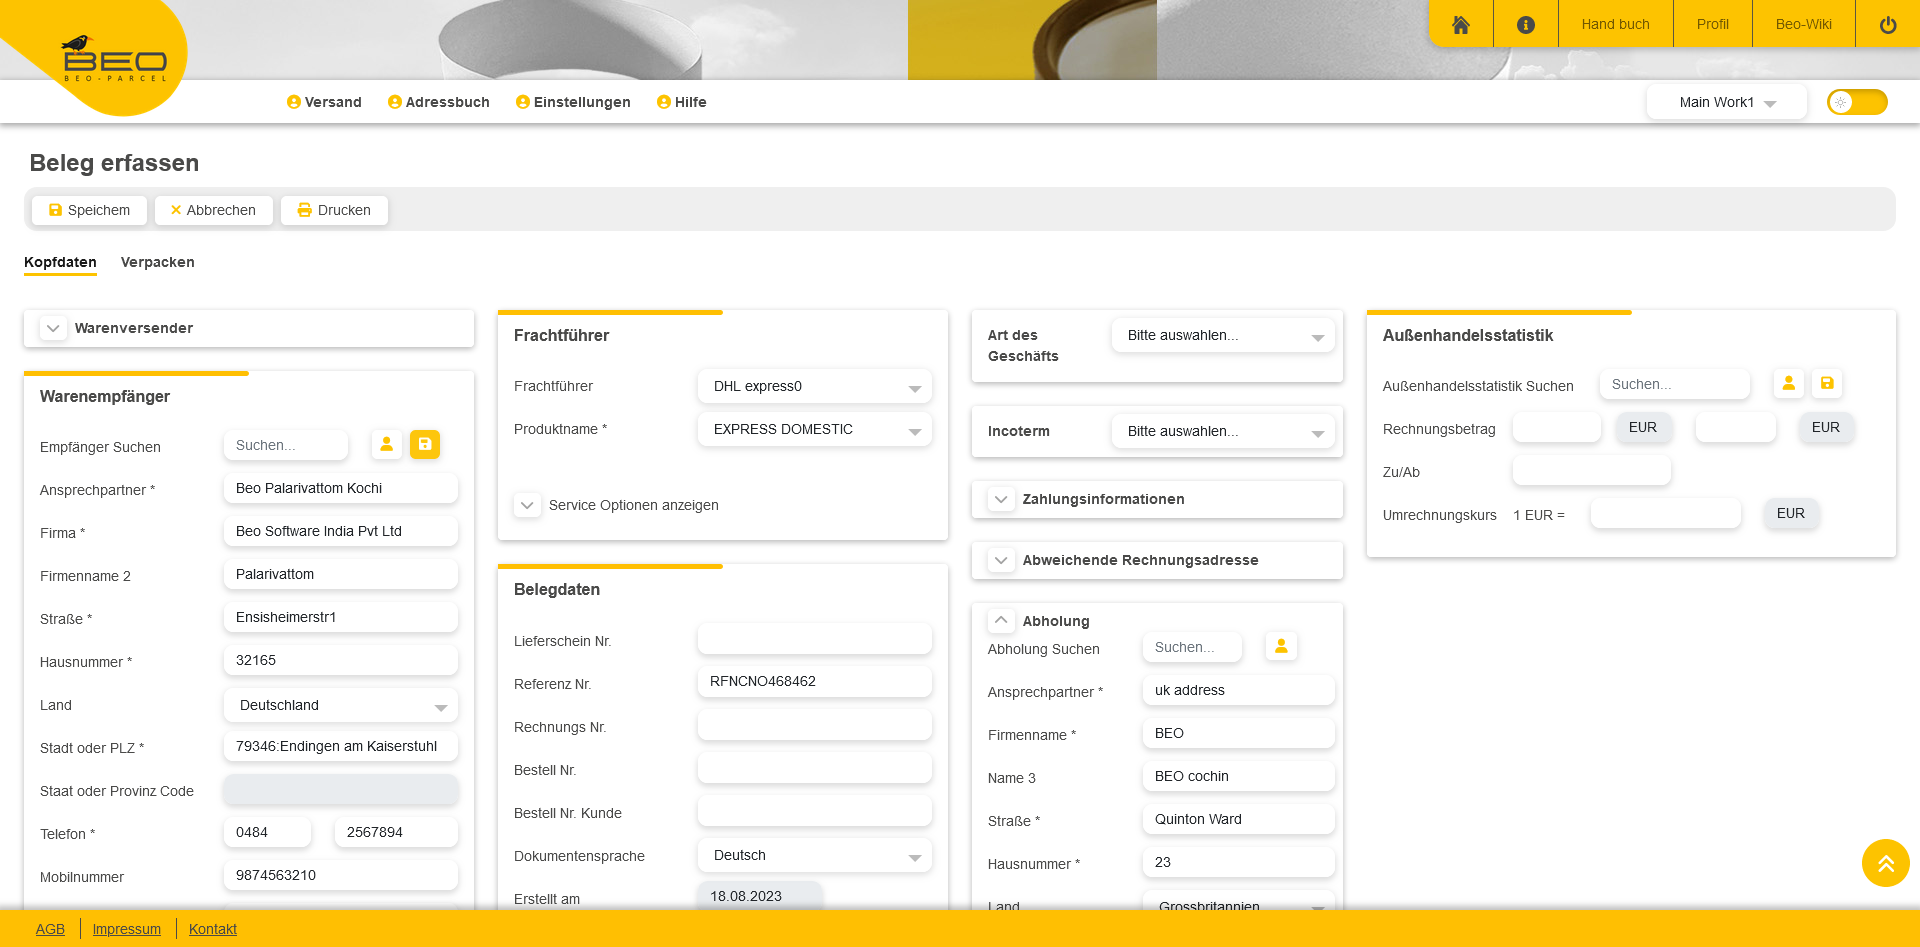 BEO
BEO-PARCEL
Hand buch
Profil
Beo-Wiki
Versand
Adressbuch
Einstellungen
Hilfe
Main Work1
Beleg erfassen
Speichem
Abbrechen
Drucken
Kopfdaten
Verpacken
Warenversender
Warenempfänger
Empfänger Suchen
Suchen...
Ansprechpartner *
Beo Palarivattom Kochi
Firma *
Beo Software India Pvt Ltd
Firmenname 2
Palarivattom
Straße *
Ensisheimerstr1
Hausnummer *
32165
Land
Deutschland
Stadt oder PLZ *
79346:Endingen am Kaiserstuhl
Staat oder Provinz Code
Telefon *
0484
2567894
Mobilnummer
9874563210
Frachtführer
Frachtführer
DHL express0
Produktname *
EXPRESS DOMESTIC
Service Optionen anzeigen
Belegdaten
Lieferschein Nr.
Referenz Nr.
RFNCNO468462
Rechnungs Nr.
Bestell Nr.
Bestell Nr. Kunde
Dokumentensprache
Deutsch
Erstellt am
18.08.2023
Art des
Geschäfts
Bitte auswahlen...
Incoterm
Bitte auswahlen...
Zahlungsinformationen
Abweichende Rechnungsadresse
Abholung
Abholung Suchen
Suchen...
Ansprechpartner *
uk address
Firmenname *
BEO
Name 3
BEO cochin
Straße *
Quinton Ward
Hausnummer *
23
Land
Grossbritannien
Außenhandelsstatistik
Außenhandelsstatistik Suchen
Suchen...
Rechnungsbetrag
EUR
EUR
Zu/Ab
Umrechnungskurs
1 EUR =
EUR
AGB
Impressum
Kontakt